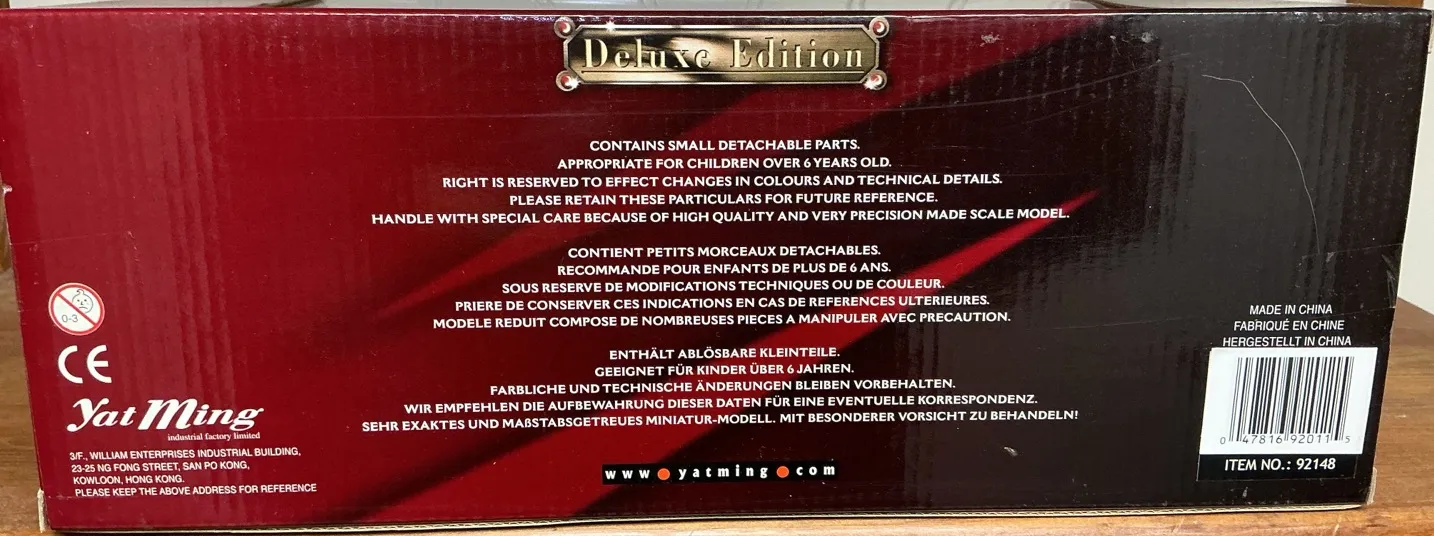 Deluxe Edition
CONTAINS SMALL DETACHABLE PARTS.
APPROPRIATE FOR CHILDREN OVER 6 YEARS OLD.
RIGHT IS RESERVED TO EFFECT CHANGES IN COLOURS AND TECHNICAL DETAILS.
PLEASE RETAIN THESE PARTICULARS FOR FUTURE REFERENCE.
HANDLE WITH SPECIAL CARE BECAUSE OF HIGH QUALITY AND VERY PRECISION MADE SCALE MODEL.
CONTIENT PETITS MORCEAUX DETACHABLES.
RECOMMANDE POUR ENFANTS DE PLUS DE 6 ANS.
SOUS RESERVE DE MODIFICATIONS TECHNIQUES OU DE COULEUR.
PRIERE DE CONSERVER CES INDICATIONS EN CAS DE REFERENCES ULTERIEURES.
MODELE REDUIT COMPOSE DE NOMBREUSES PIECES A MANIPULER AVEC PRECAUTION.
ENTHÄLT ABLÖSBARE KLEINTEILE.
GEEIGNET FÜR KINDER ÜBER 6 JAHREN.
FARBLICHE UND TECHNISCHE ÄNDERUNGEN BLEIBEN VORBEHALTEN.
WIR EMPFEHLEN DIE AUFBEWAHRUNG DIESER DATEN FÜR EINE EVENTUELLE KORRESPONDENZ.
SEHR EXAKTES UND MAßSTABSGETREUES MINIATUR-MODELL. MIT BESONDERER VORSICHT ZU BEHANDELN!
www.yatming.com
0-3
CE
Yat Ming
industrial factory limited
3/F., WILLIAM ENTERPRISES INDUSTRIAL BUILDING,
23-25 NG FONG STREET, SAN PO KONG,
KOWLOON, HONG KONG.
PLEASE KEEP THE ABOVE ADDRESS FOR REFERENCE
MADE IN CHINA
FABRIQUÉ EN CHINE
HERGESTELLT IN CHINA
0 47816 92011 5
ITEM NO.: 92148